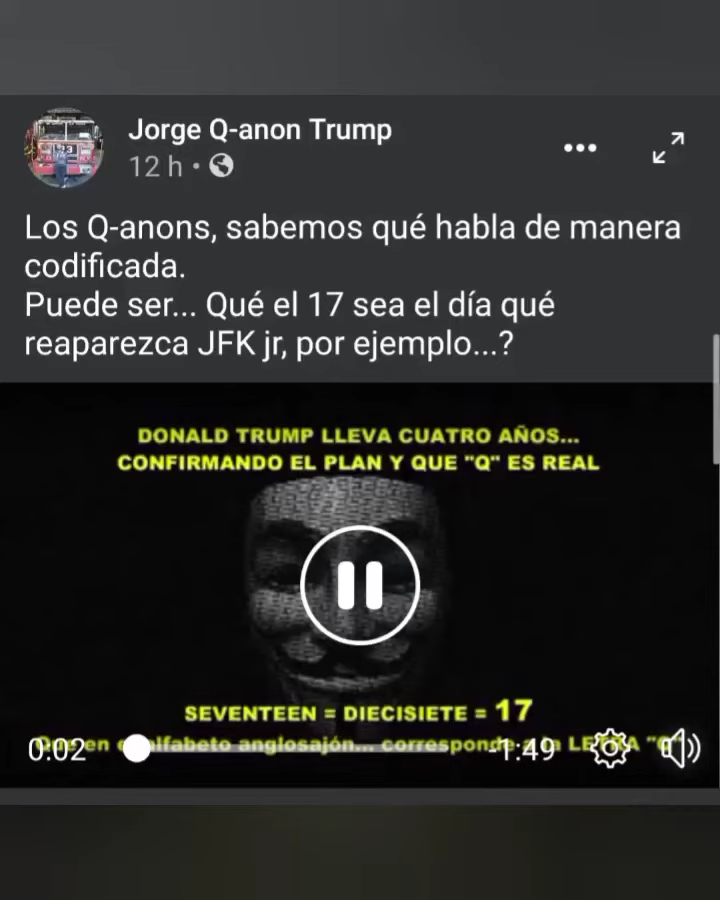 Jorge Q-anon Trump
12 h
Los Q-anons, sabemos qué habla de manera
codificada.
Puede ser... Qué el 17 sea el día qué
reaparezca JFK jr, por ejemplo...?
DONALD TRUMP LLEVA CUATRO AÑOS...
CONFIRMANDO EL PLAN Y QUE "Q" ES REAL
SEVENTEEN = DIECISIETE = 17
en alfabeto anglosajón... corresponde a la LETRA "Q"
0:02 -1:49